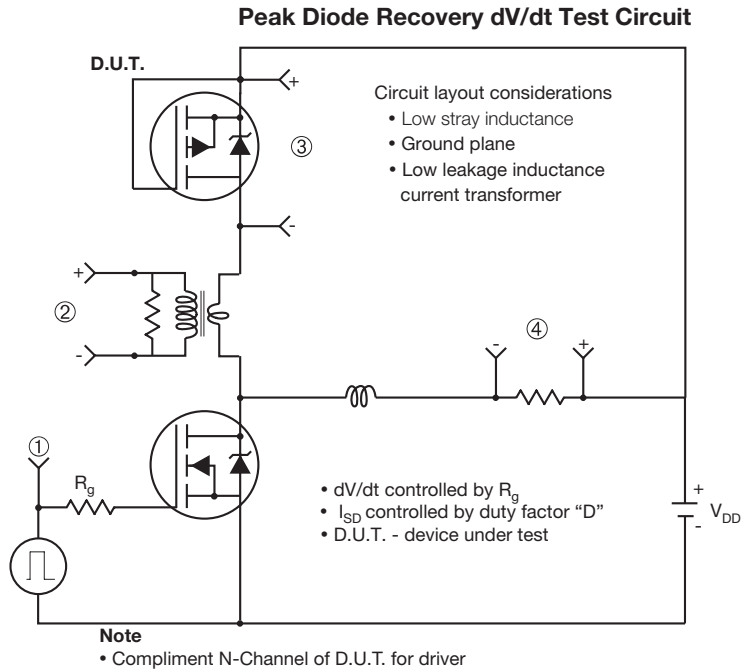 Peak Diode Recovery dV/dt Test Circuit
D.U.T.
+
Circuit layout considerations
• Low stray inductance
• Ground plane
• Low leakage inductance
current transformer
③
-
+
②
-
-
④
+
①
Rg
• dV/dt controlled by Rg
• ISD controlled by duty factor “D”
• D.U.T. - device under test
+
VDD
-
Note
• Compliment N-Channel of D.U.T. for driver